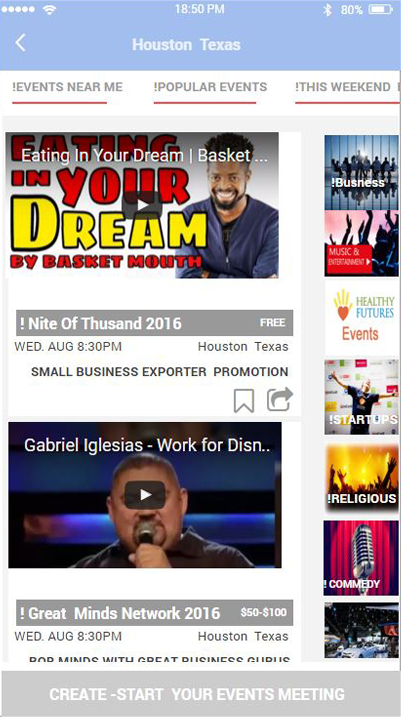 18:50 PM 80%
Houston Texas
!EVENTS NEAR ME !POPULAR EVENTS !THIS WEEKEND
Eating In Your Dream | Basket ...
EATING
IN YOUR
DREAM
BY BASKET MOUTH
! Nite Of Thusand 2016 FREE
WED. AUG 8:30PM Houston Texas
SMALL BUSINESS EXPORTER PROMOTION
Gabriel Iglesias - Work for Disn..
! Great Minds Network 2016 $50-$100
WED. AUG 8:30PM Houston Texas
POP MINDS WITH GREAT BUSINESS GURUS
!Busness
MUSIC &
ENTERTAINMENT
HEALTHY
FUTURES
Events
!STARTUPS
!RELIGIOUS
! COMMEDY
CREATE -START YOUR EVENTS MEETING